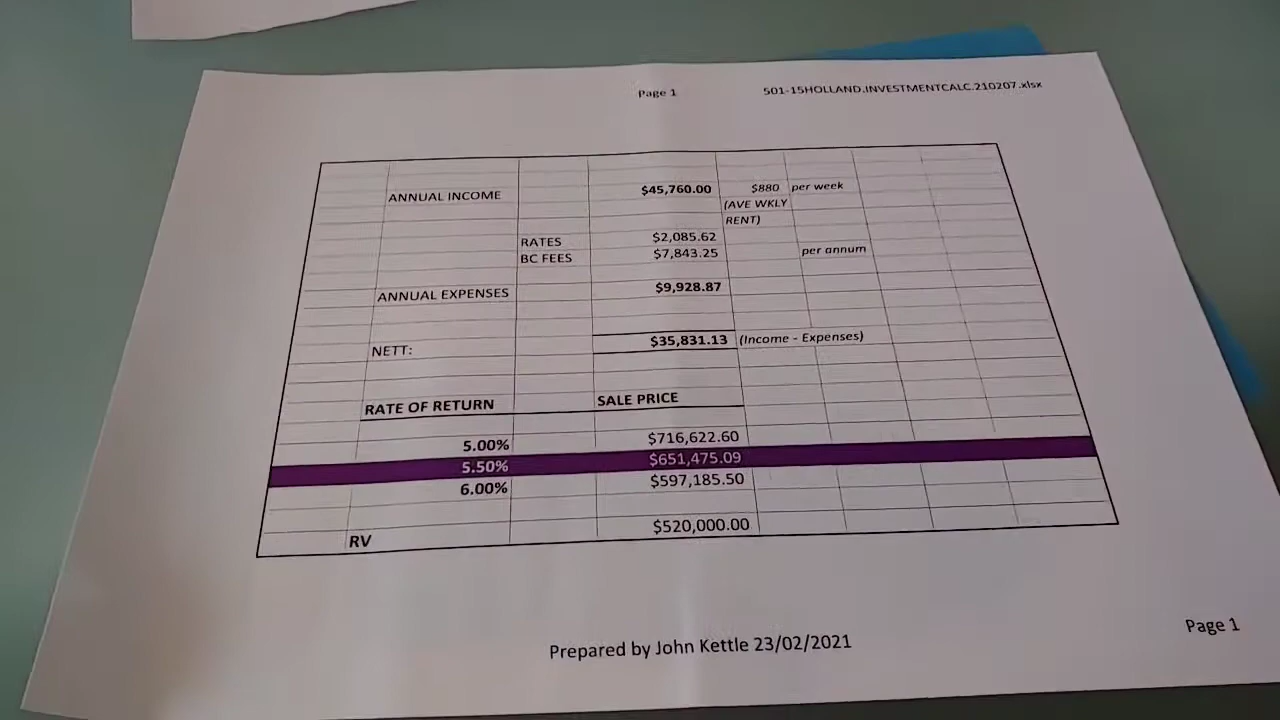 Page 1 501-15HOLLAND.INVESTMENTCALC.210207.xlsx
ANNUAL INCOME $45,760.00 $880 per week
(AVE WKLY
RENT)
RATES $2,085.62
BC FEES $7,843.25 per annum
ANNUAL EXPENSES $9,928.87
NETT: $35,831.13 (Income - Expenses)
RATE OF RETURN SALE PRICE
5.00% $716,622.60
5.50% $651,475.09
6.00% $597,185.50
RV $520,000.00
Prepared by John Kettle 23/02/2021
Page 1